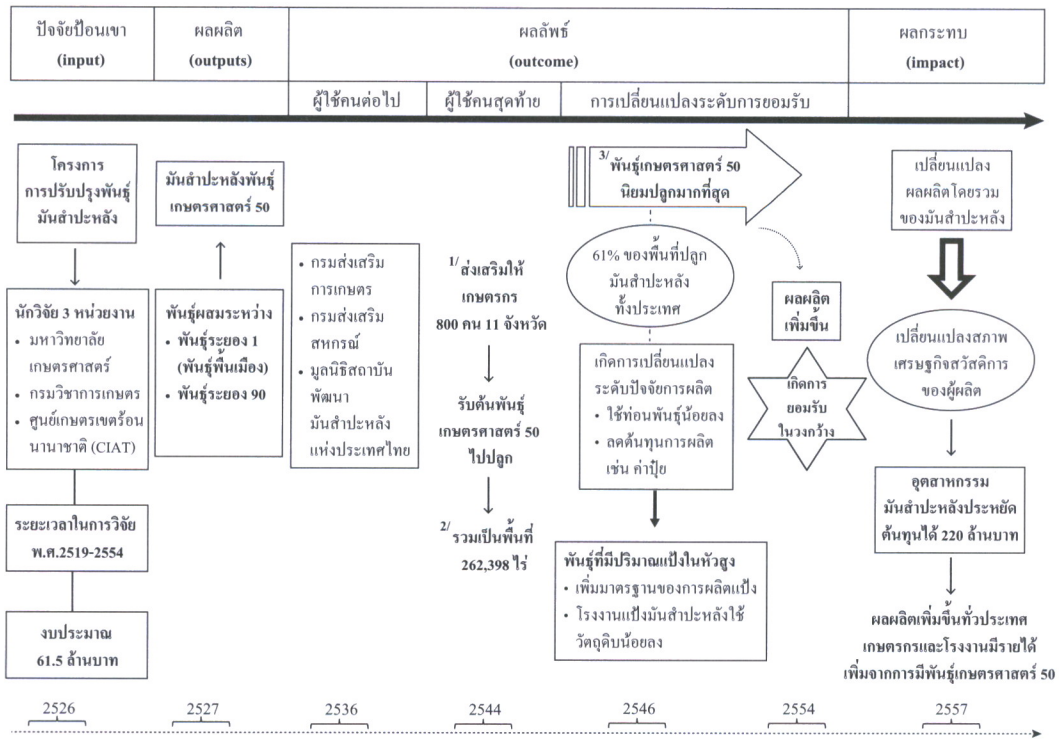 ปัจจัยป้อนเขา
(input)
ผลผลิต
(outputs)
ผลลัพธ์
(outcome)
ผลกระทบ
(impact)
ผู้ใช้คนต่อไป
ผู้ใช้คนสุดท้าย
การเปลี่ยนแปลงระดับการยอมรับ
โครงการ
การปรับปรุงพันธุ์
มันสำปะหลัง
นักวิจัย 3 หน่วยงาน
• มหาวิทยาลัย
เกษตรศาสตร์
• กรมวิชาการเกษตร
• ศูนย์เกษตรเขตร้อน
นานาชาติ (CIAT)
ระยะเวลาในการวิจัย
พ.ศ.2519-2554
งบประมาณ
61.5 ล้านบาท
มันสำปะหลังพันธุ์
เกษตรศาสตร์ 50
พันธุ์ผสมระหว่าง
• พันธุ์ระยอง 1
(พันธุ์พื้นเมือง)
• พันธุ์ระยอง 90
• กรมส่งเสริม
การเกษตร
• กรมส่งเสริม
สหกรณ์
• มูลนิธิสถาบัน
พัฒนา
มันสำปะหลัง
แห่งประเทศไทย
1/ส่งเสริมให้
เกษตรกร
800 คน 11 จังหวัด
รับต้นพันธุ์
เกษตรศาสตร์ 50
ไปปลูก
2/รวมเป็นพื้นที่
262,398 ไร่
3/พันธุ์เกษตรศาสตร์ 50
นิยมปลูกมากที่สุด
61% ของพื้นที่ปลูก
มันสำปะหลัง
ทั้งประเทศ
เกิดการเปลี่ยนแปลง
ระดับปัจจัยการผลิต
• ใช้ท่อนพันธุ์น้อยลง
• ลดต้นทุนการผลิต
เช่น ค่าปุ๋ย
พันธุ์ที่มีปริมาณแป้งในหัวสูง
• เพิ่มมาตรฐานของการผลิตแป้ง
• โรงงานแป้งมันสำปะหลังใช้
วัตถุดิบน้อยลง
ผลผลิต
เพิ่มขึ้น
เกิดการ
ยอมรับ
ในวงกว้าง
เปลี่ยนแปลง
ผลผลิตโดยรวม
ของมันสำปะหลัง
เปลี่ยนแปลงสภาพ
เศรษฐกิจสวัสดิการ
ของผู้ผลิต
อุตสาหกรรม
มันสำปะหลังประหยัด
ต้นทุนได้ 220 ล้านบาท
ผลผลิตเพิ่มขึ้นทั่วประเทศ
เกษตรกรและโรงงานมีรายได้
เพิ่มจากการมีพันธุ์เกษตรศาสตร์ 50
2526
2527
2536
2544
2546
2554
2557